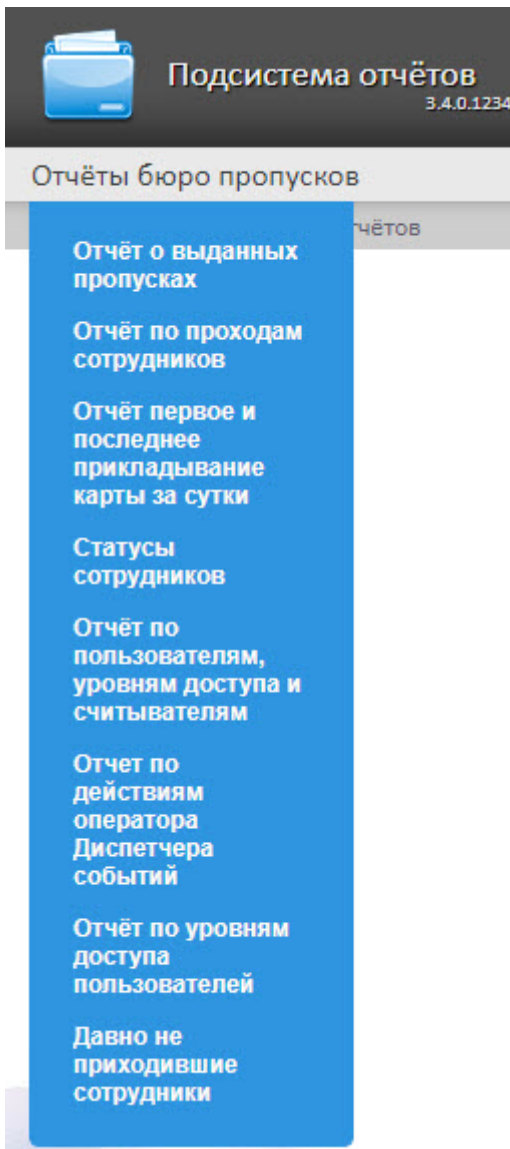 Подсистема отчётов
3.4.0.1234
Отчёты бюро пропусков
Отчёт о выданных
пропусках
Отчёт по проходам
сотрудников
Отчёт первое и
последнее
прикладывание
карты за сутки
Статусы
сотрудников
Отчёт по
пользователям,
уровням доступа и
считывателям
Отчет по
действиям
оператора
Диспетчера
событий
Отчёт по уровням
доступа
пользователей
Давно не
приходившие
сотрудники